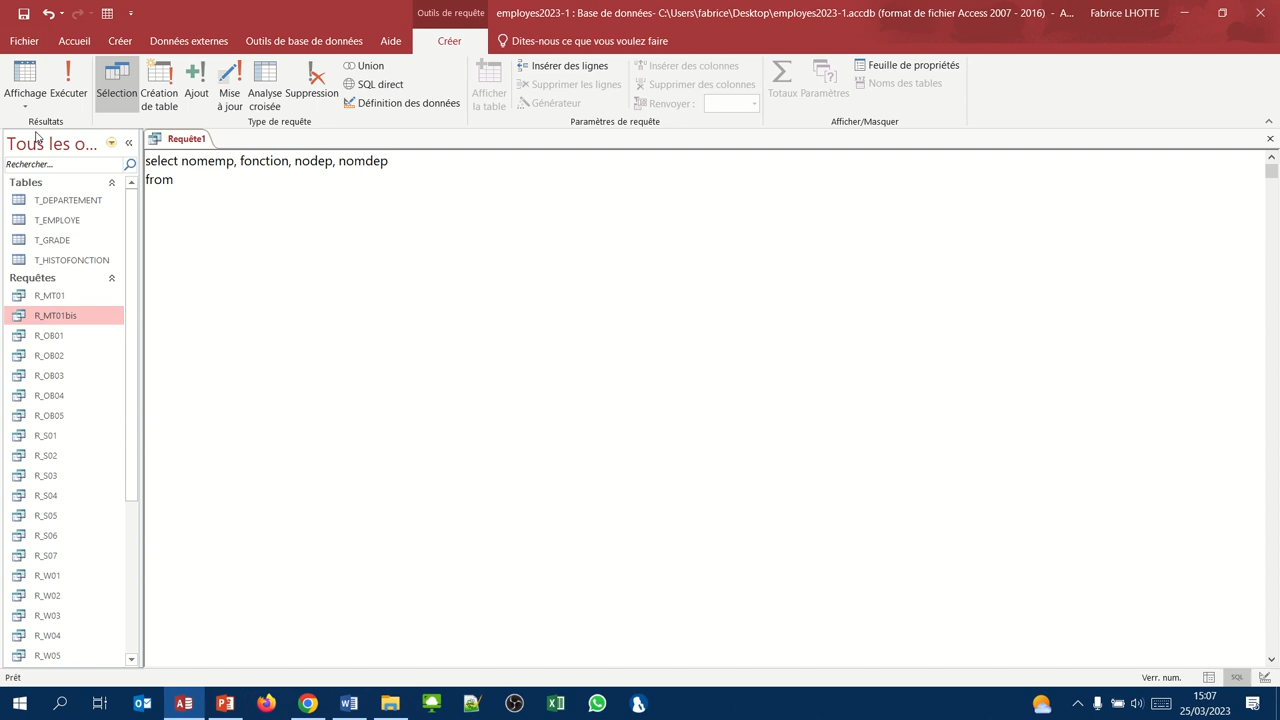 Outils de requête
employes2023-1 : Base de données- C:\Users\fabrice\Desktop\employes2023-1.accdb (format de fichier Access 2007 - 2016) - A...
Fabrice LHOTTE
Fichier
Accueil
Créer
Données externes
Outils de base de données
Aide
Créer
Dites-nous ce que vous voulez faire
Affichage
Exécuter
Sélection
Création de table
Ajout
Mise à jour
Analyse croisée
Suppression
Union
SQL direct
Définition des données
Afficher la table
Insérer des lignes
Supprimer les lignes
Générateur
Insérer des colonnes
Supprimer des colonnes
Renvoyer :
Totaux
Paramètres
Feuille de propriétés
Noms des tables
Résultats
Type de requête
Paramètres de requête
Afficher/Masquer
Tous les o...
Rechercher...
Tables
T_DEPARTEMENT
T_EMPLOYE
T_GRADE
T_HISTOFONCTION
Requêtes
R_MT01
R_MT01bis
R_OB01
R_OB02
R_OB03
R_OB04
R_OB05
R_S01
R_S02
R_S03
R_S04
R_S05
R_S06
R_S07
R_W01
R_W02
R_W03
R_W04
R_W05
Requête1
select nomemp, fonction, nodep, nomdep
from
Prêt
Verr. num.
SQL
15:07
25/03/2023